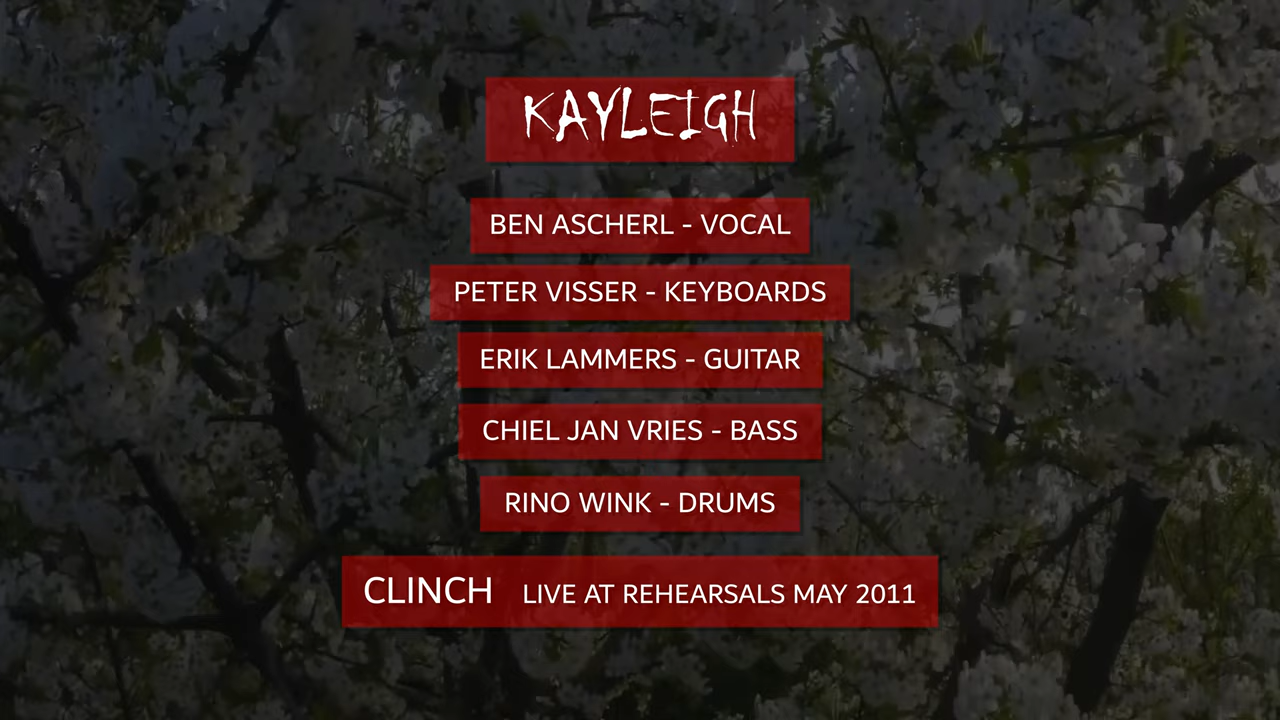 KAYLEIGH
BEN ASCHERL - VOCAL
PETER VISSER - KEYBOARDS
ERIK LAMMERS - GUITAR
CHIEL JAN VRIES - BASS
RINO WINK - DRUMS
CLINCH LIVE AT REHEARSALS MAY 2011